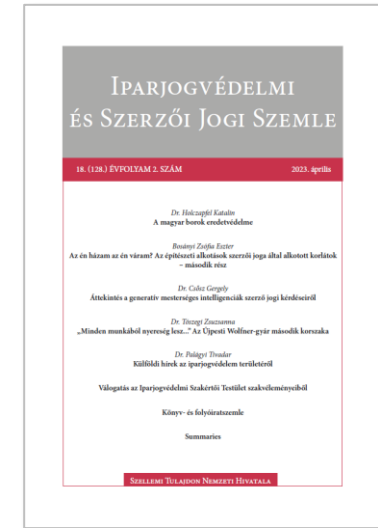 IPARJOGVÉDELMI
ÉS SZERZŐI JOGI SZEMLE
18. (128.) ÉVFOLYAM 2. SZÁM 2023. április
Dr. Holczapfel Katalin
A magyar borok eredetvédelme
Bosányi Zsófia Eszter
Az én házam az én váram? Az építészeti alkotások szerzői joga által alkotott korlátok
– második rész
Dr. Csősz Gergely
Áttekintés a generatív mesterséges intelligenciák szerző jogi kérdéseiről
Dr. Tószegi Zsuzsanna
„Minden munkából nyereség lesz...” Az Újpesti Wolfner-gyár második korszaka
Dr. Palágyi Tivadar
Külföldi hírek az iparjogvédelem területéről
Válogatás az Iparjogvédelmi Szakértői Testület szakvéleményeiből
Könyv- és folyóiratszemle
Summaries
SZELLEMI TULAJDON NEMZETI HIVATALA